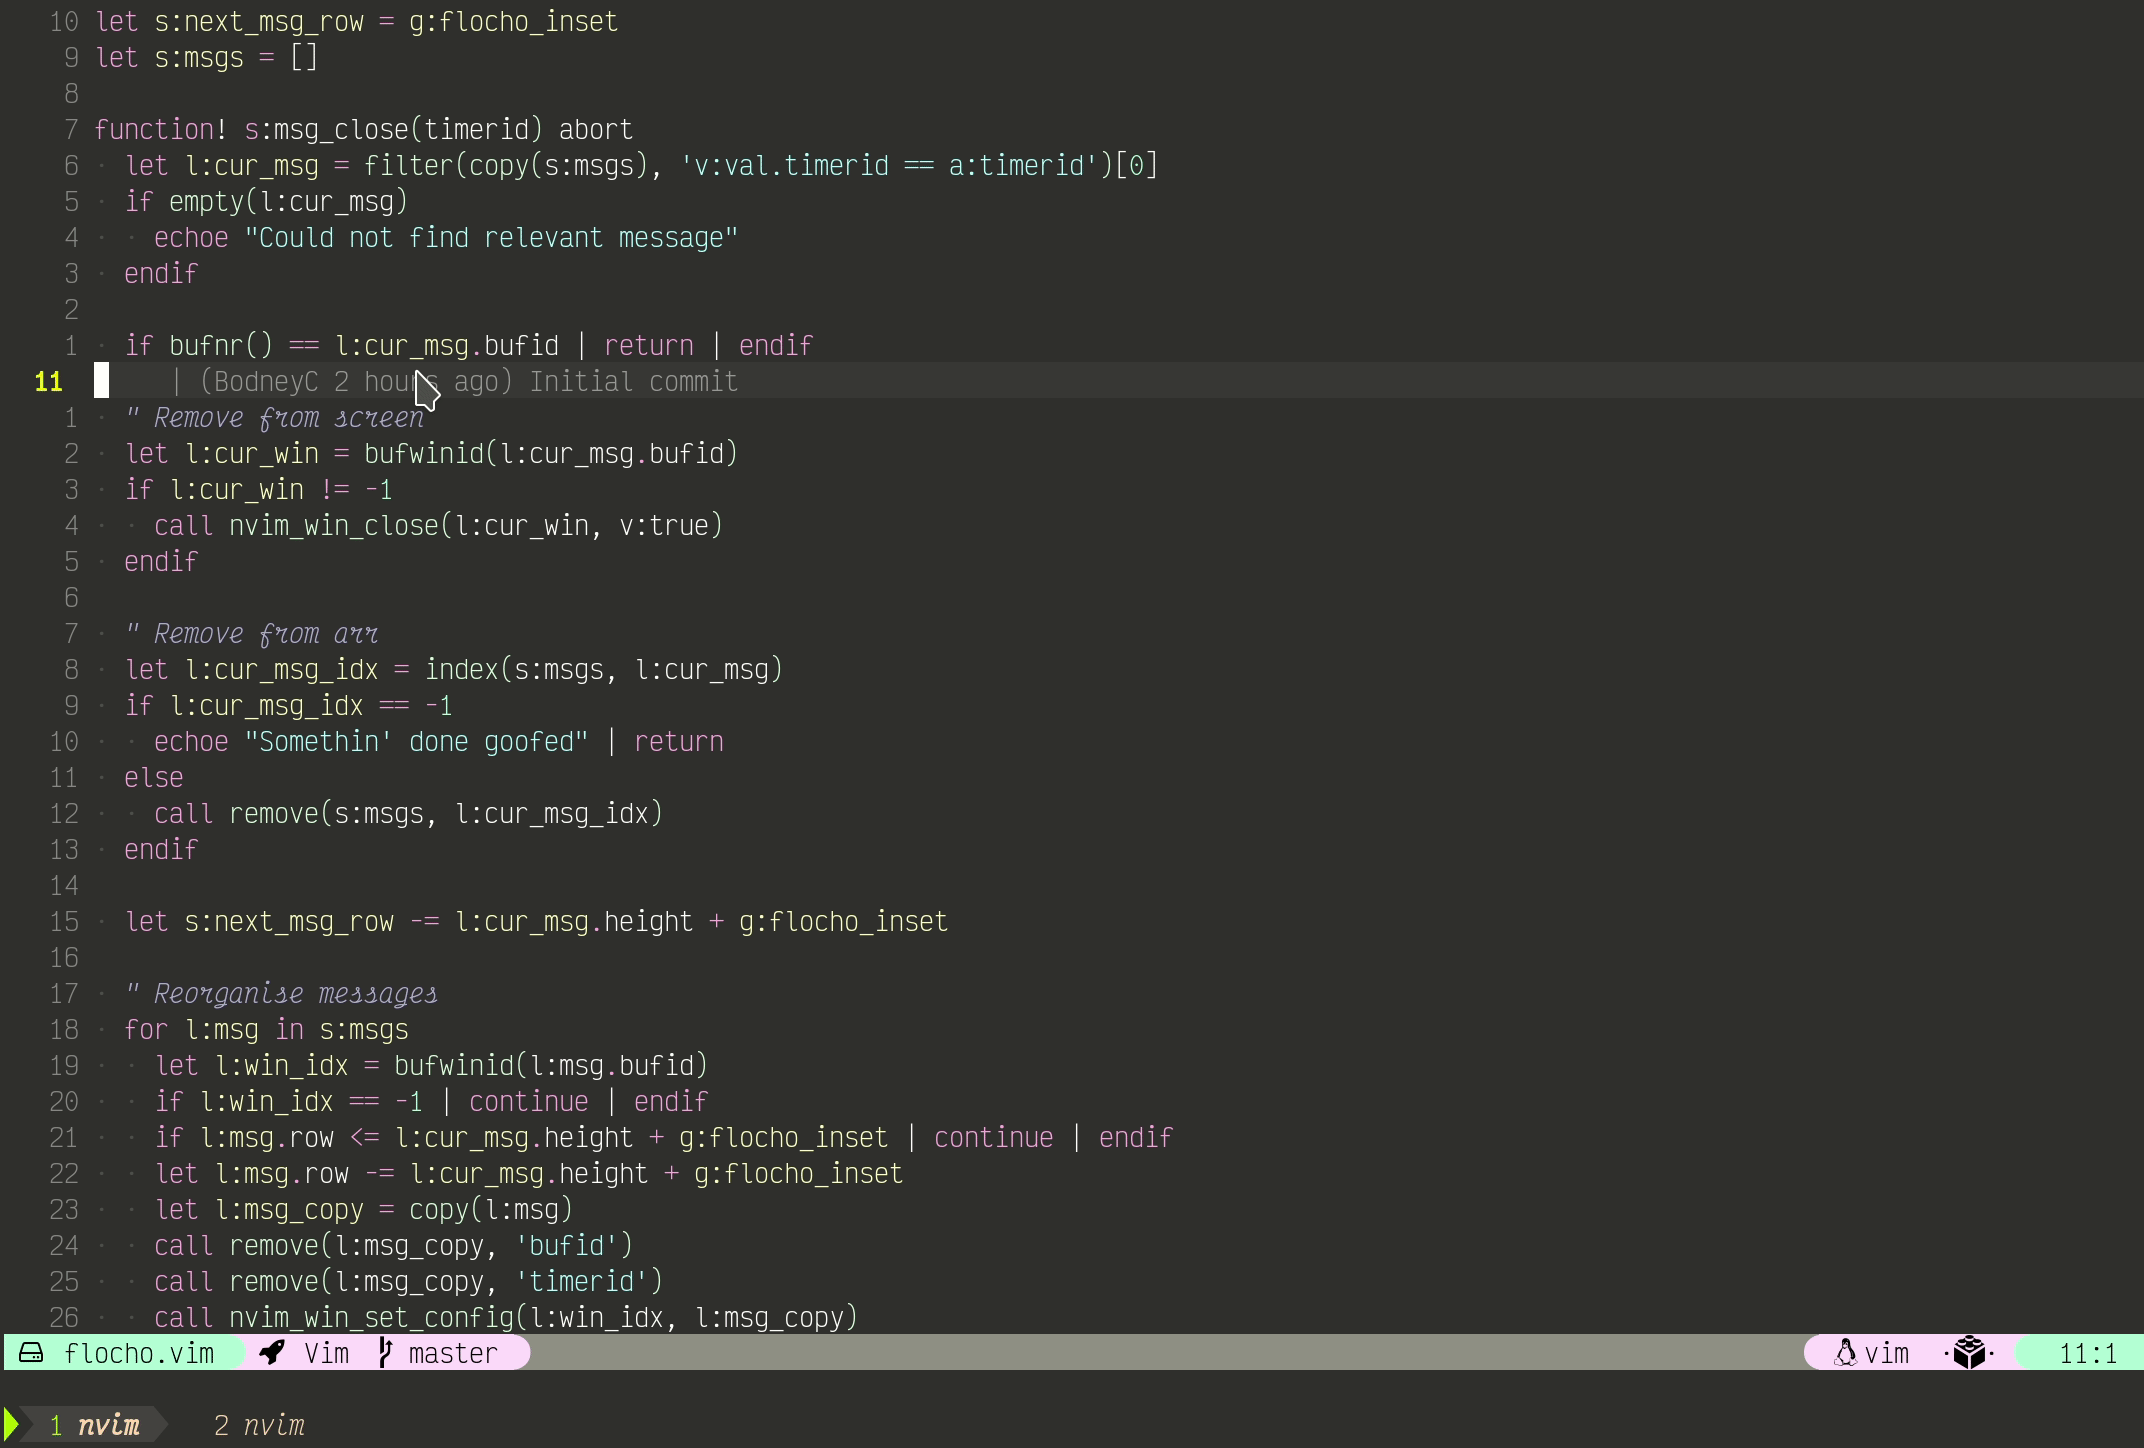 10 let s:next_msg_row = g:flocho_inset
9 let s:msgs = []
8
7 function! s:msg_close(timerid) abort
6 · let l:cur_msg = filter(copy(s:msgs), 'v:val.timerid == a:timerid')[0]
5 · if empty(l:cur_msg)
4 · · echoe "Could not find relevant message"
3 · endif
2
1 · if bufnr() == l:cur_msg.bufid | return | endif
11 | (BodneyC 2 hours ago) Initial commit
1 · " Remove from screen
2 · let l:cur_win = bufwinid(l:cur_msg.bufid)
3 · if l:cur_win != -1
4 · · call nvim_win_close(l:cur_win, v:true)
5 · endif
6
7 · " Remove from arr
8 · let l:cur_msg_idx = index(s:msgs, l:cur_msg)
9 · if l:cur_msg_idx == -1
10 · · echoe "Somethin' done goofed" | return
11 · else
12 · · call remove(s:msgs, l:cur_msg_idx)
13 · endif
14
15 · let s:next_msg_row -= l:cur_msg.height + g:flocho_inset
16
17 · " Reorganise messages
18 · for l:msg in s:msgs
19 · · let l:win_idx = bufwinid(l:msg.bufid)
20 · · if l:win_idx == -1 | continue | endif
21 · · if l:msg.row <= l:cur_msg.height + g:flocho_inset | continue | endif
22 · · let l:msg.row -= l:cur_msg.height + g:flocho_inset
23 · · let l:msg_copy = copy(l:msg)
24 · · call remove(l:msg_copy, 'bufid')
25 · · call remove(l:msg_copy, 'timerid')
26 · · call nvim_win_set_config(l:win_idx, l:msg_copy)
flocho.vim Vim master vim 11:1
1 nvim 2 nvim